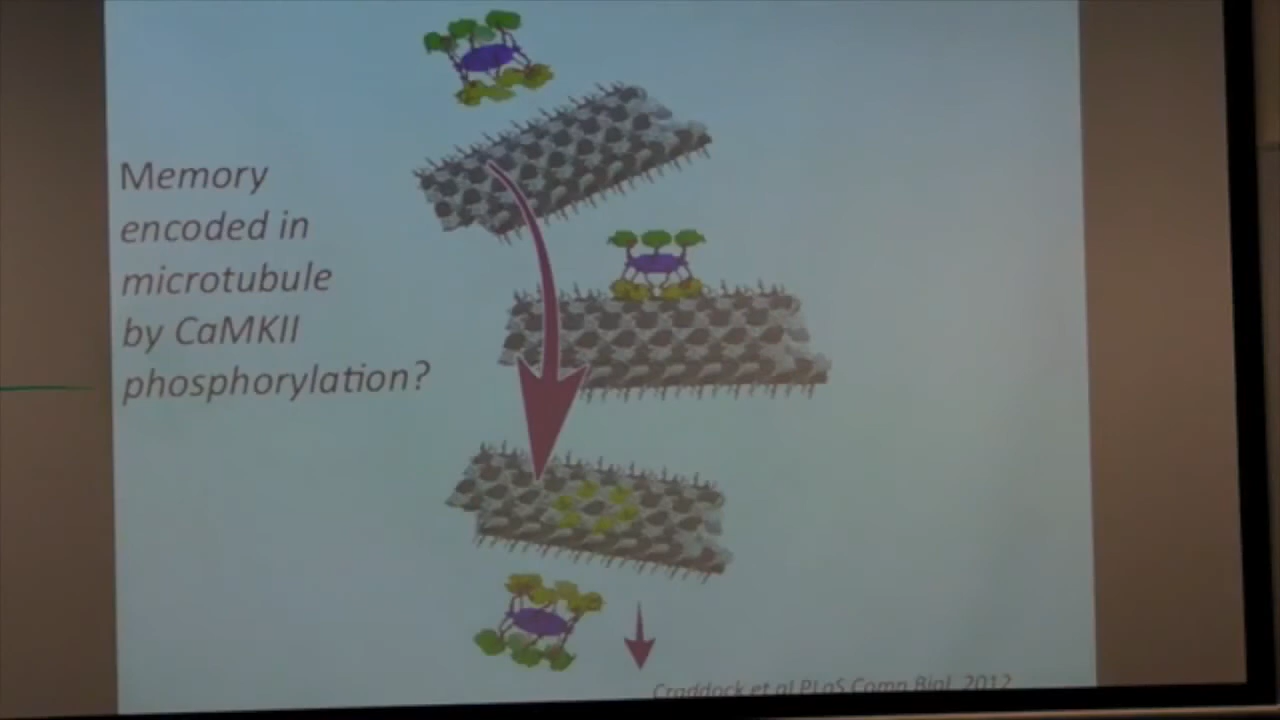 Memory
encoded in
microtubule
by CaMKII
phosphorylation?
Craddock et al PLoS Comp Biol 2012